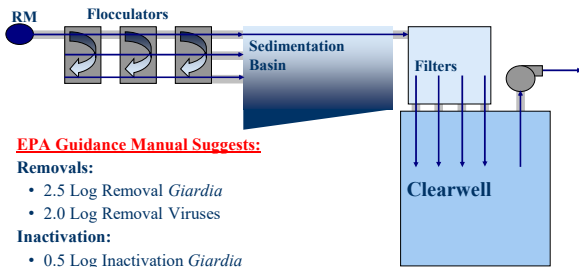 RM
Flocculators
Sedimentation
Basin
Filters
Clearwell
EPA Guidance Manual Suggests:
Removals:
• 2.5 Log Removal Giardia
• 2.0 Log Removal Viruses
Inactivation:
• 0.5 Log Inactivation Giardia